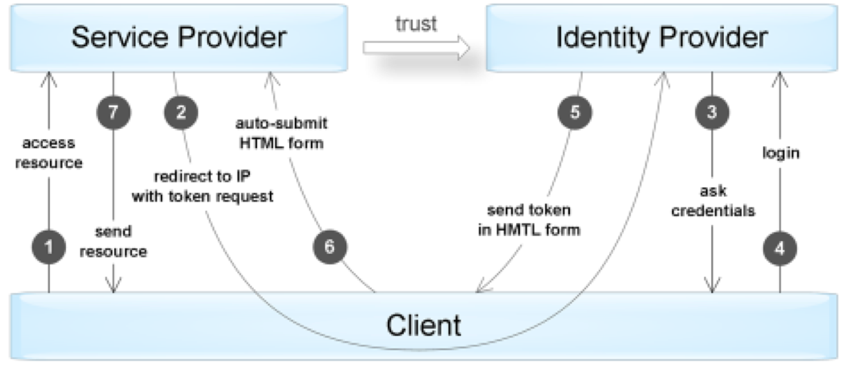 Service Provider
trust
Identity Provider
7
2
5
3
access
resource
auto-submit
HTML form
login
redirect to IP
with token request
ask
credentials
send token
in HMTL form
send
resource
1
6
4
Client